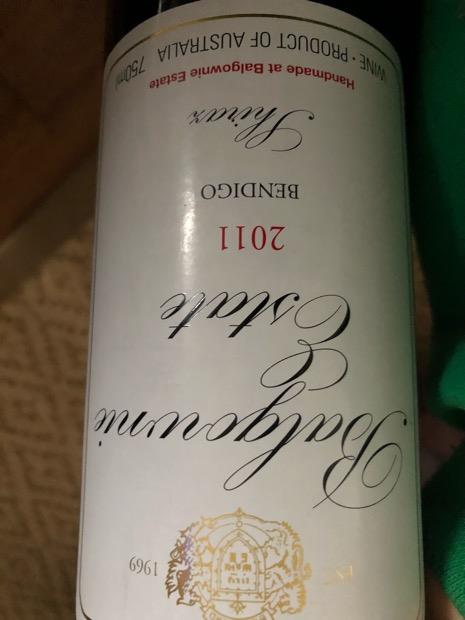 1969
Balgownie
Estate
2011
BENDIGO
Shiraz
Handmade at Balgownie Estate
WINE · PRODUCT OF AUSTRALIA 750ml